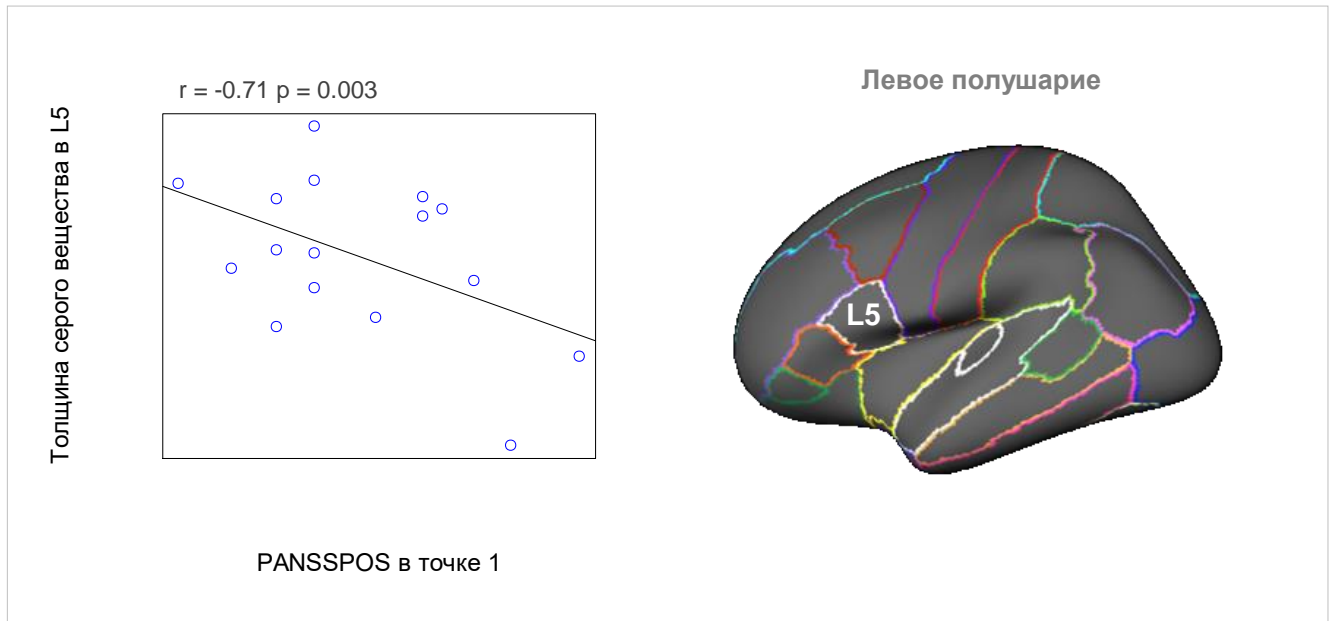 r = -0.71 p = 0.003
Толщина серого вещества в L5
PANSSPOS в точке 1
Левое полушарие
L5